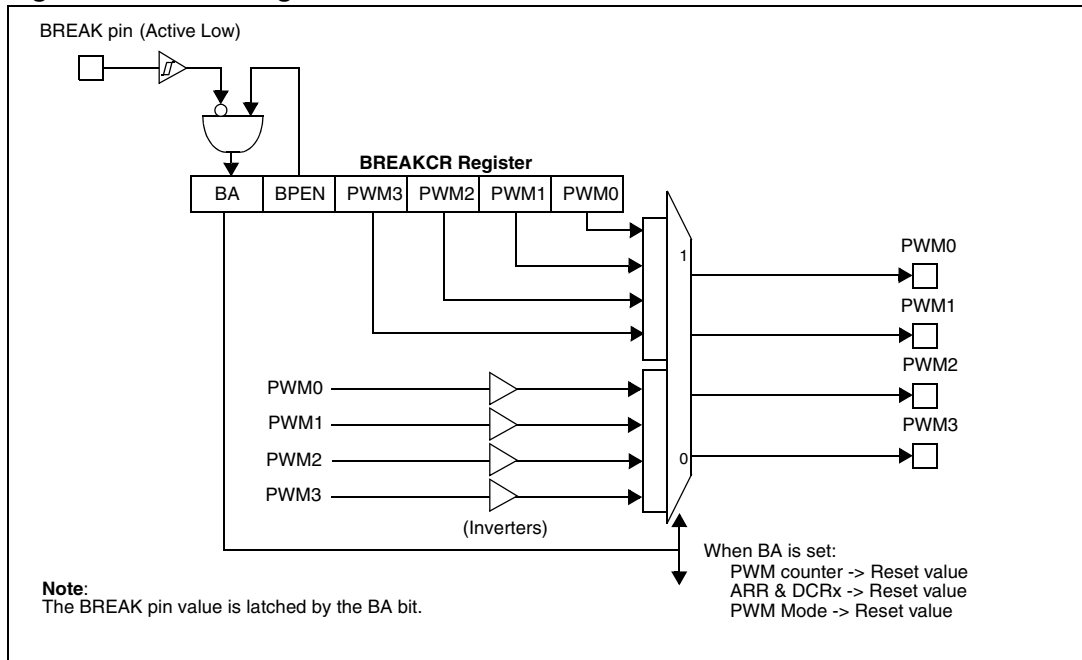 BREAK pin (Active Low)
BREAKCR Register
BA BPEN PWM3 PWM2 PWM1 PWM0
1
PWM0
PWM1
PWM2
PWM3
PWM0
PWM1
PWM2
PWM3
0
(Inverters)
When BA is set:
PWM counter -> Reset value
ARR & DCRx -> Reset value
PWM Mode -> Reset value
Note:
The BREAK pin value is latched by the BA bit.